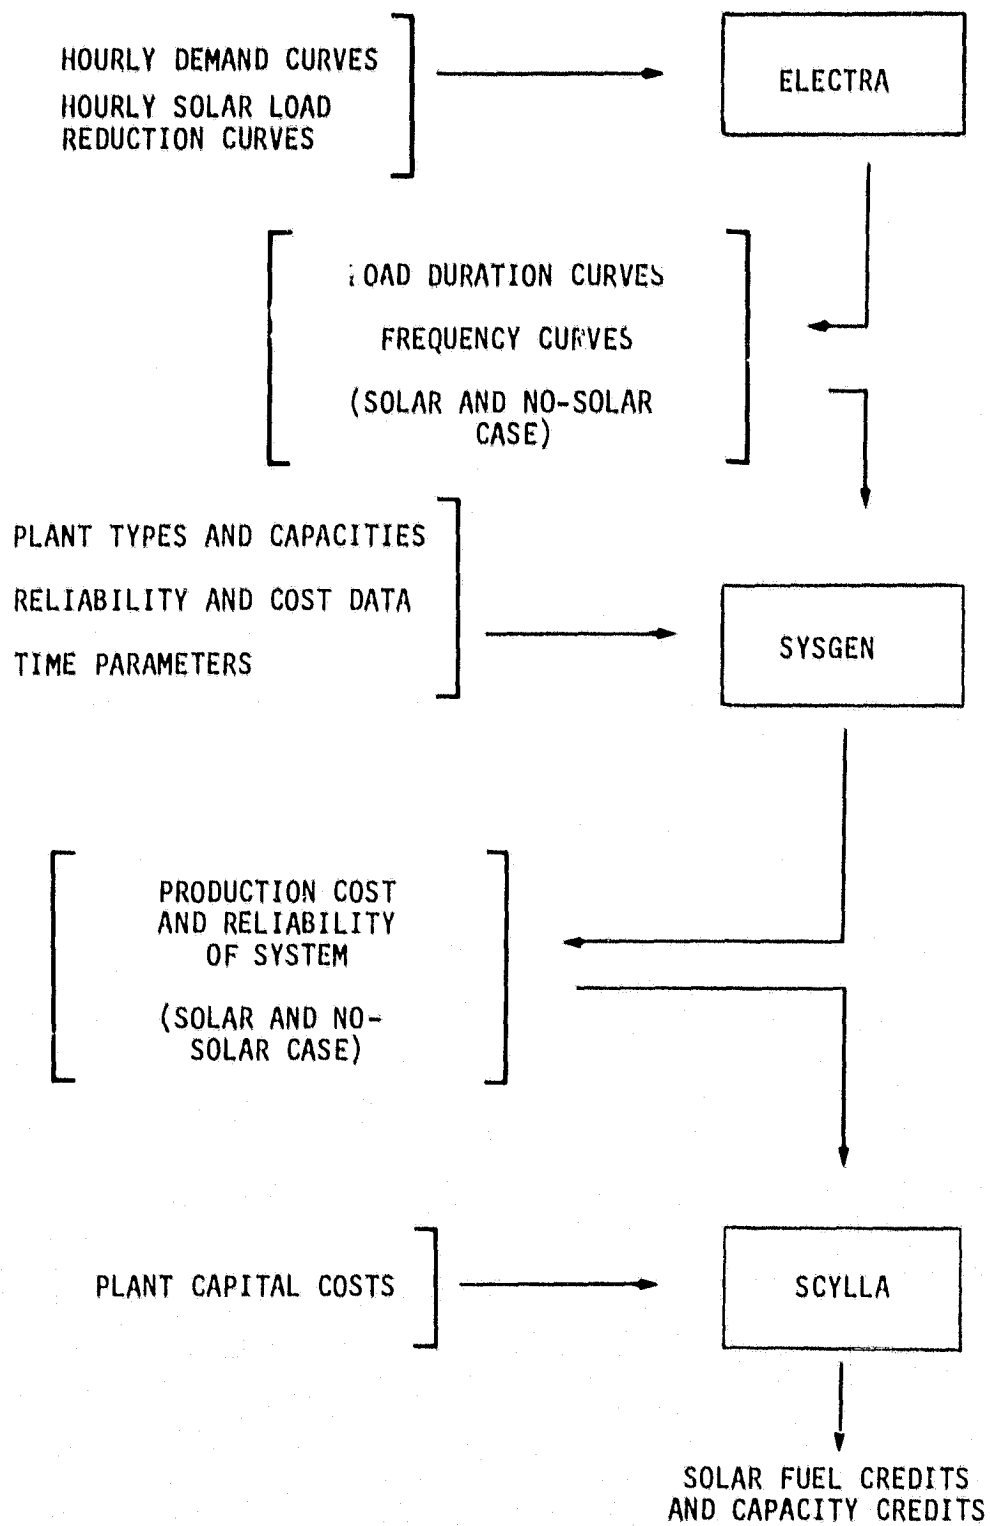 HOURLY DEMAND CURVES
HOURLY SOLAR LOAD
REDUCTION CURVES
ELECTRA
LOAD DURATION CURVES
FREQUENCY CURVES
(SOLAR AND NO-SOLAR
CASE)
PLANT TYPES AND CAPACITIES
RELIABILITY AND COST DATA
TIME PARAMETERS
SYSGEN
PRODUCTION COST
AND RELIABILITY
OF SYSTEM
(SOLAR AND NO-
SOLAR CASE)
PLANT CAPITAL COSTS
SCYLLA
SOLAR FUEL CREDITS
AND CAPACITY CREDITS